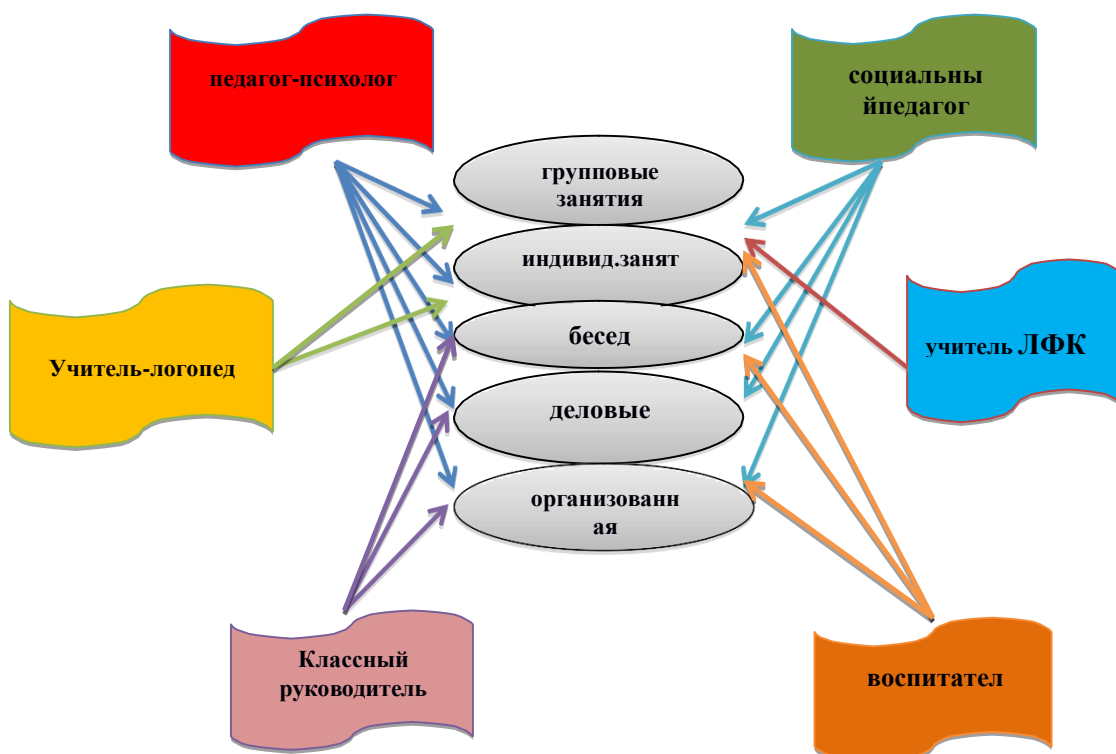 педагог-психолог
социальны
йпедагог
групповые
занятия
индивид.занят
бесед
деловые
организованн
ая
Учитель-логопед
учитель ЛФК
Классный
руководитель
воспитател